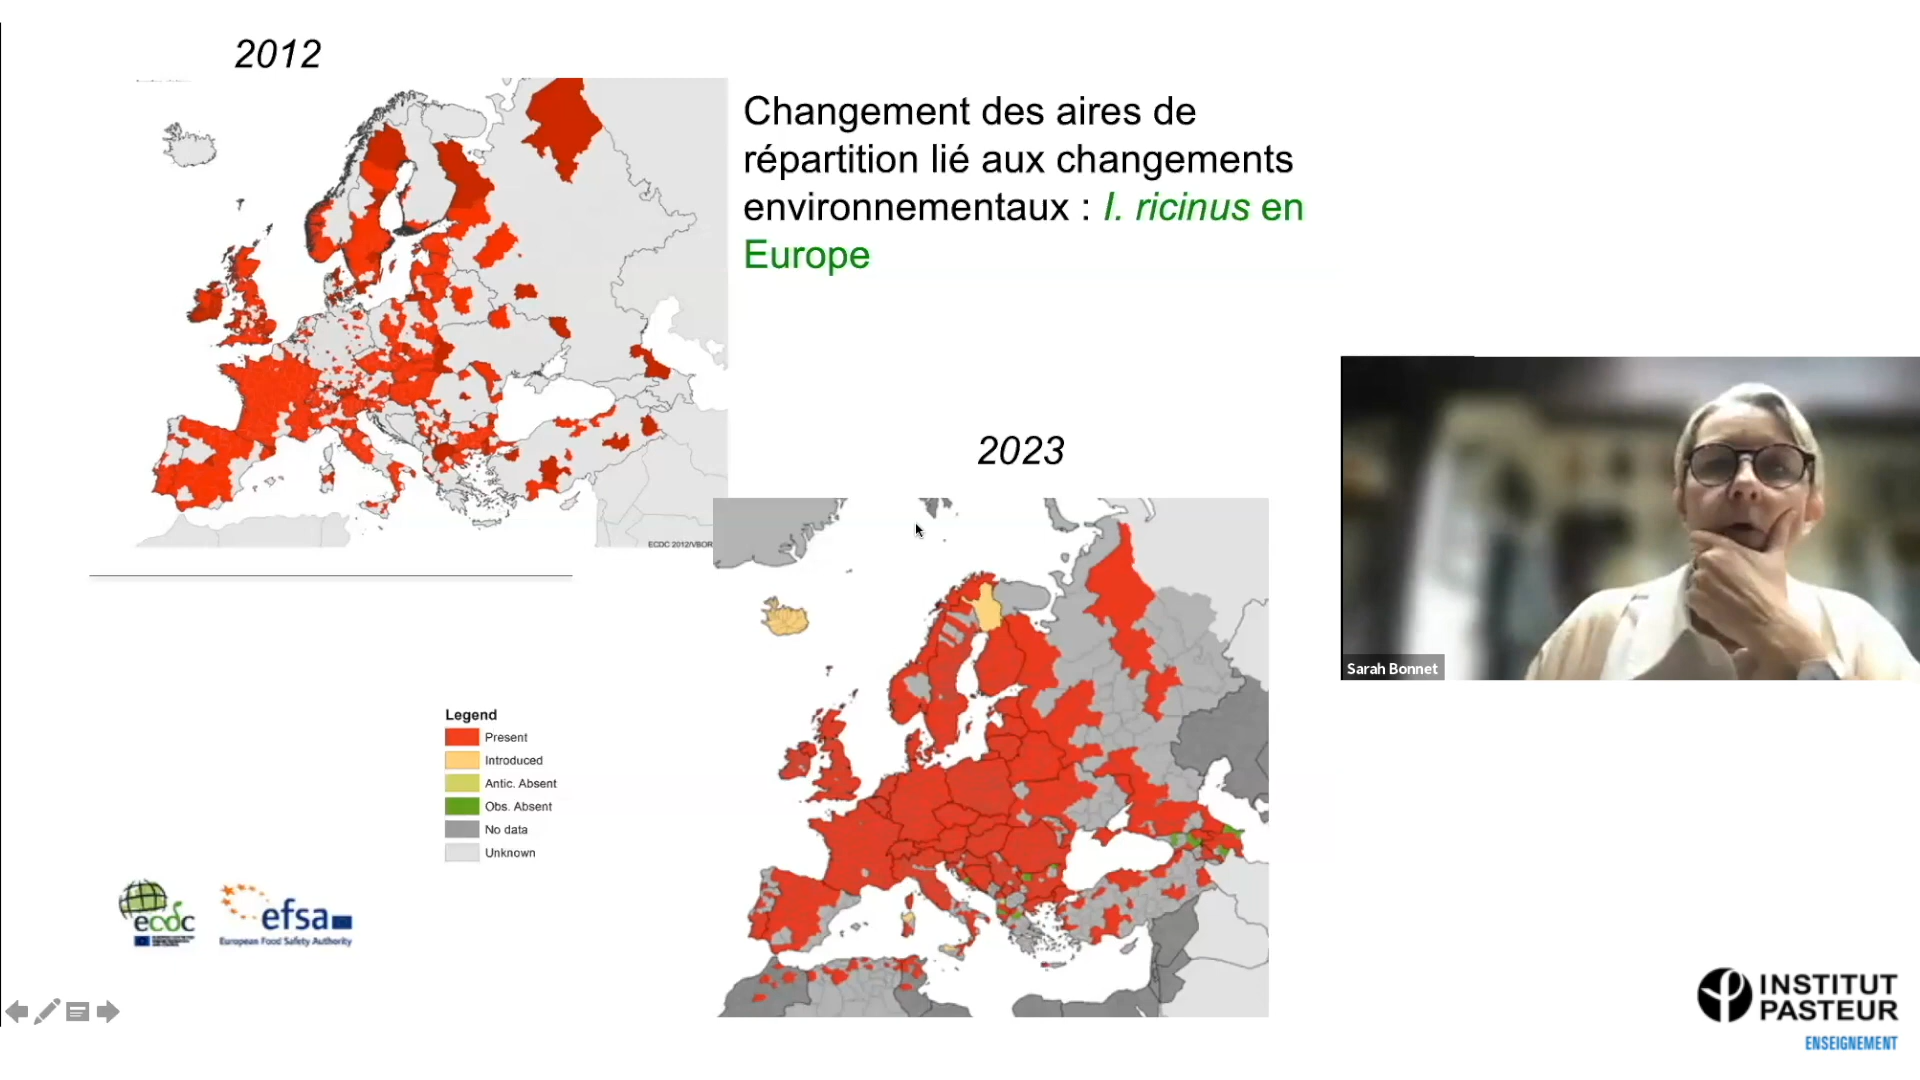 2012
Changement des aires de
répartition lié aux changements
environnementaux : I. ricinus en
Europe
ECDC 2012/VBOR
2023
Sarah Bonnet
Legend
Present
Introduced
Antic. Absent
Obs. Absent
No data
Unknown
ecdc
efsa
European Food Safety Authority
INSTITUT
PASTEUR
ENSEIGNEMENT